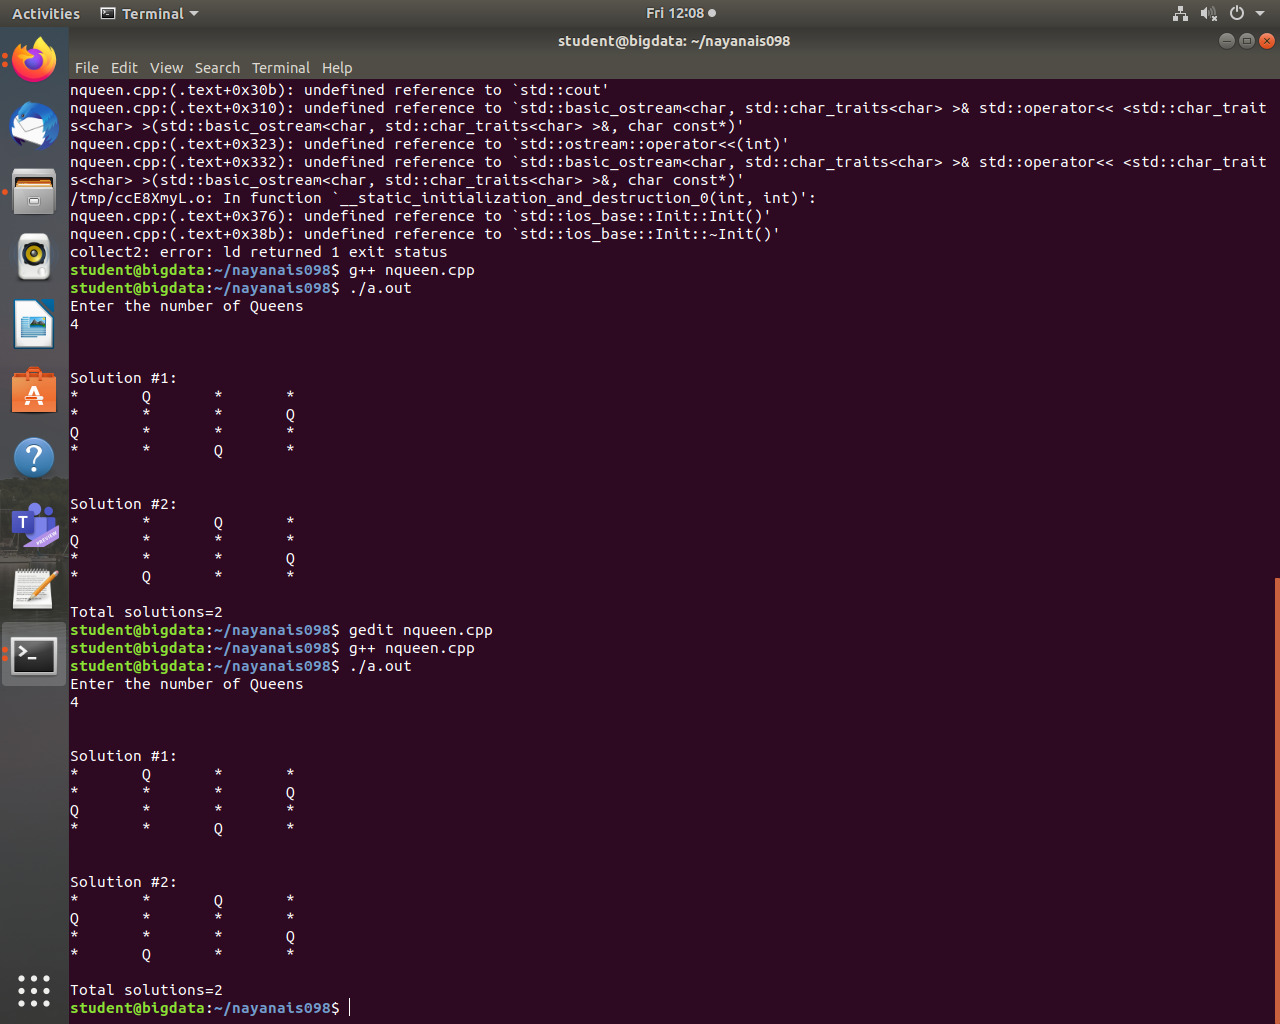 Activities Terminal Fri 12:08
student@bigdata: ~/nayanais098
File Edit View Search Terminal Help
nqueen.cpp:(.text+0x30b): undefined reference to `std::cout'
nqueen.cpp:(.text+0x310): undefined reference to `std::basic_ostream<char, std::char_traits<char> >& std::operator<< <std::char_trait
s<char> >(std::basic_ostream<char, std::char_traits<char> >&, char const*)'
nqueen.cpp:(.text+0x323): undefined reference to `std::ostream::operator<<(int)'
nqueen.cpp:(.text+0x332): undefined reference to `std::basic_ostream<char, std::char_traits<char> >& std::operator<< <std::char_trait
s<char> >(std::basic_ostream<char, std::char_traits<char> >&, char const*)'
/tmp/ccE8XmyL.o: In function `__static_initialization_and_destruction_0(int, int)':
nqueen.cpp:(.text+0x376): undefined reference to `std::ios_base::Init::Init()'
nqueen.cpp:(.text+0x38b): undefined reference to `std::ios_base::Init::~Init()'
collect2: error: ld returned 1 exit status
student@bigdata:~/nayanais098$ g++ nqueen.cpp
student@bigdata:~/nayanais098$ ./a.out
Enter the number of Queens
4
Solution #1:
* Q * *
* * * Q
Q * * *
* * Q *
Solution #2:
* * Q *
Q * * *
* * * Q
* Q * *
Total solutions=2
student@bigdata:~/nayanais098$ gedit nqueen.cpp
student@bigdata:~/nayanais098$ g++ nqueen.cpp
student@bigdata:~/nayanais098$ ./a.out
Enter the number of Queens
4
Solution #1:
* Q * *
* * * Q
Q * * *
* * Q *
Solution #2:
* * Q *
Q * * *
* * * Q
* Q * *
Total solutions=2
student@bigdata:~/nayanais098$